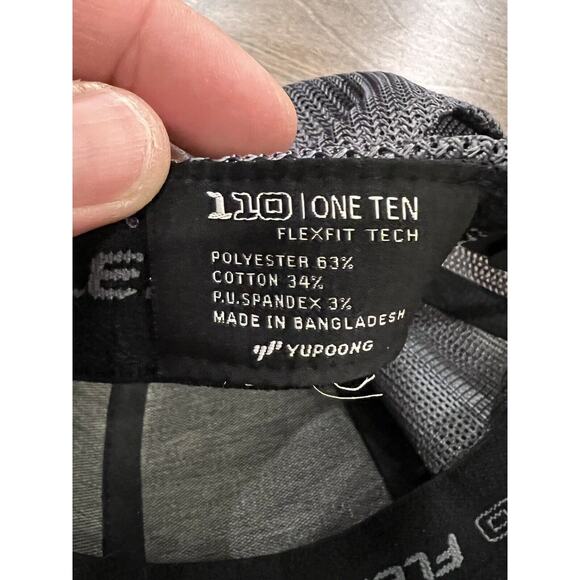 110 | ONE TEN
FLEXFIT TECH
POLYESTER 63%
COTTON 34%
P.U.SPANDEX 3%
MADE IN BANGLADESH
YUPOONG